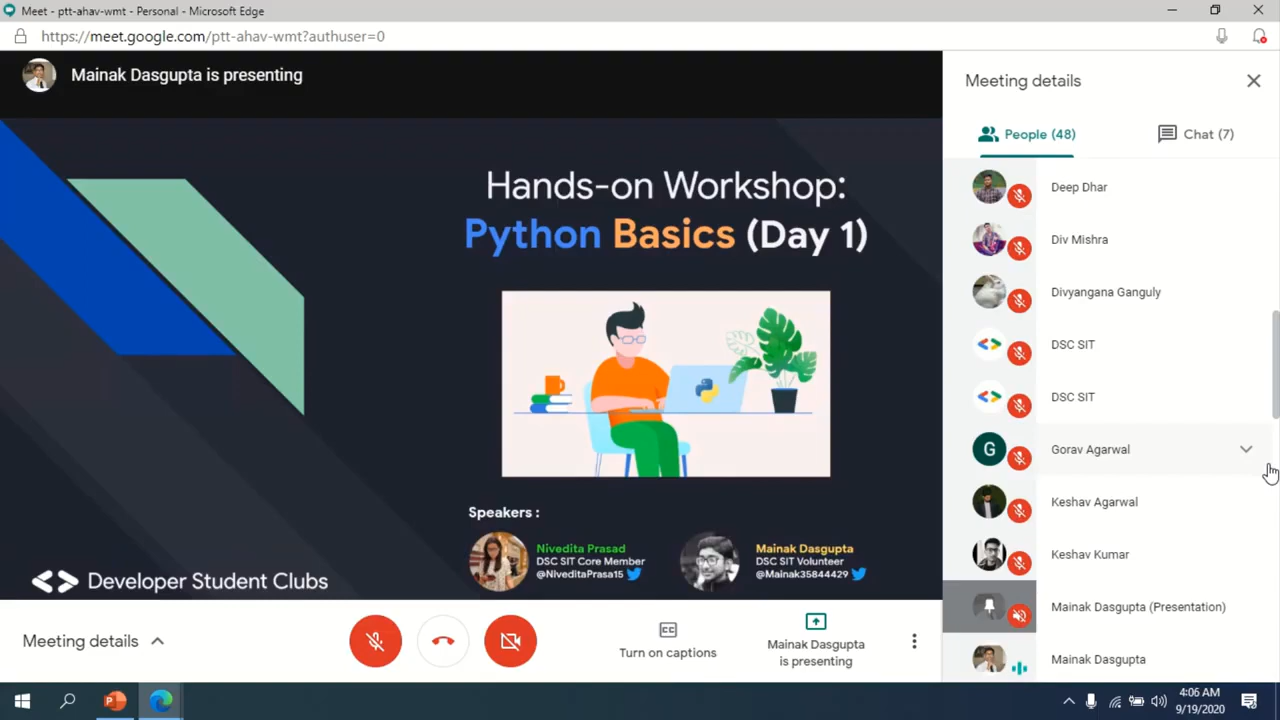 Meet - ptt-ahav-wmt - Personal - Microsoft Edge
https://meet.google.com/ptt-ahav-wmt?authuser=0
Mainak Dasgupta is presenting
Hands-on Workshop:
Python Basics (Day 1)
Speakers :
Nivedita Prasad
DSC SIT Core Member
@NiveditaPrasa15
Mainak Dasgupta
DSC SIT Volunteer
@Mainak35844429
Developer Student Clubs
Meeting details
Turn on captions
Mainak Dasgupta
is presenting
Meeting details
People (48)
Chat (7)
Deep Dhar
Div Mishra
Divyangana Ganguly
DSC SIT
DSC SIT
G
Gorav Agarwal
Keshav Agarwal
Keshav Kumar
Mainak Dasgupta (Presentation)
Mainak Dasgupta
4:06 AM
9/19/2020